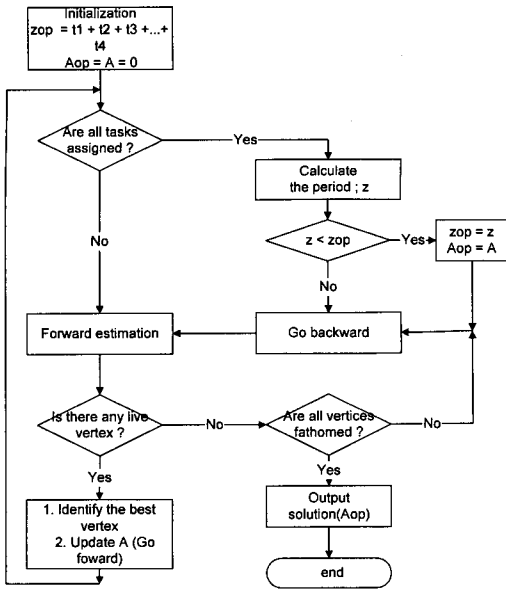 Initialization
zop = t1 + t2 + t3 +...+
t4
Aop = A = 0
Are all tasks
assigned ?
Yes
Calculate
the period ; z
No
z < zop
Yes
zop = z
Aop = A
No
Forward estimation
Go backward
Is there any live
vertex ?
No
Are all vertices
fathomed ?
No
Yes
Yes
1. Identify the best
vertex
2. Update A (Go
foward)
Output
solution(Aop)
end